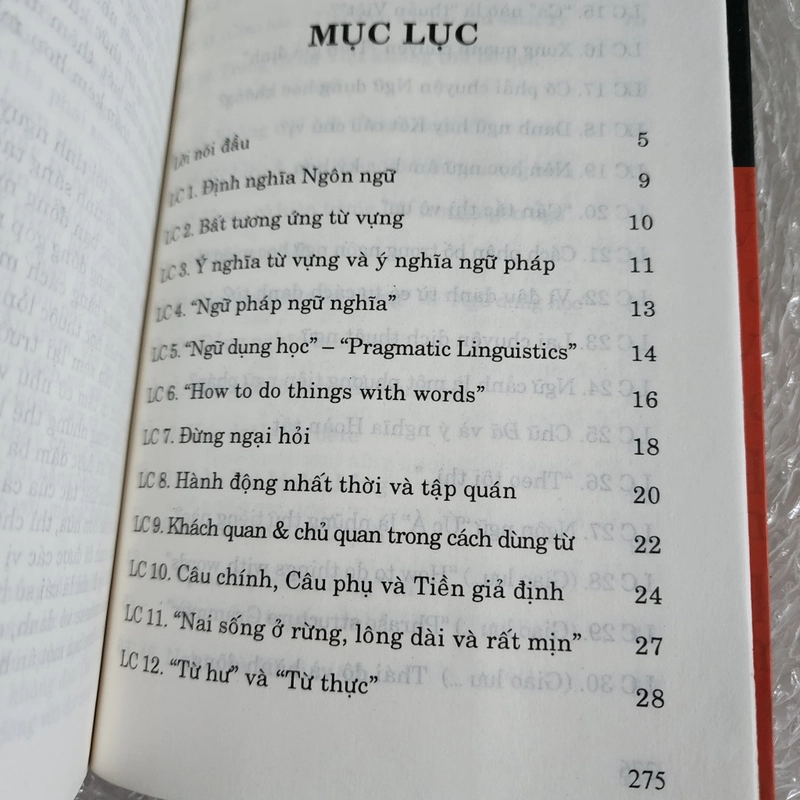 MỤC LỤC
Lời nói đầu 5
LC 1. Định nghĩa Ngôn ngữ 9
LC 2. Bất tương ứng từ vựng 10
LC 3. Ý nghĩa từ vựng và ý nghĩa ngữ pháp 11
LC 4. “Ngữ pháp ngữ nghĩa” 13
LC 5. “Ngữ dụng học” – “Pragmatic Linguistics” 14
LC 6. “How to do things with words” 16
LC 7. Đừng ngại hỏi 18
LC 8. Hành động nhất thời và tập quán 20
LC 9. Khách quan & chủ quan trong cách dùng từ 22
LC 10. Câu chính, Câu phụ và Tiền giả định 24
LC 11. “Nai sống ở rừng, lông dài và rất mịn” 27
LC 12. “Từ hư” và “Từ thực” 28
275